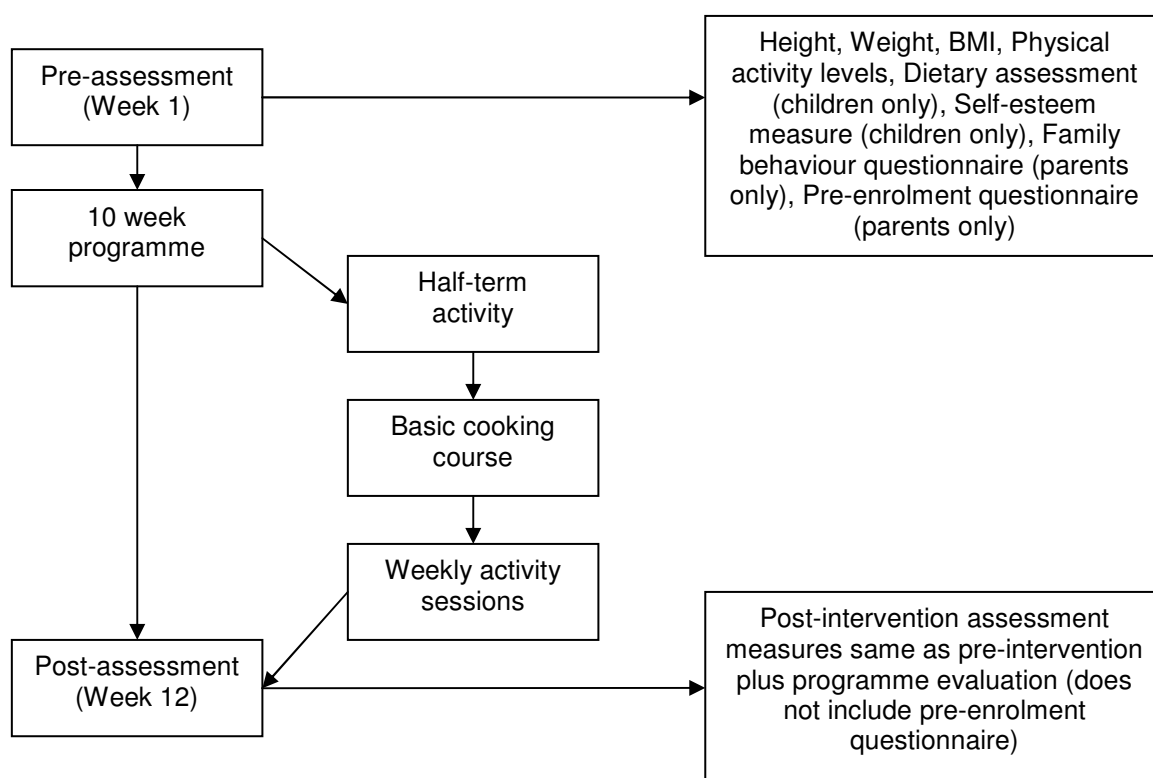 Pre-assessment
(Week 1)
Height, Weight, BMI, Physical
activity levels, Dietary assessment
(children only), Self-esteem
measure (children only), Family
behaviour questionnaire (parents
only), Pre-enrolment questionnaire
(parents only)
10 week
programme
Half-term
activity
Basic cooking
course
Weekly activity
sessions
Post-assessment
(Week 12)
Post-intervention assessment
measures same as pre-intervention
plus programme evaluation (does
not include pre-enrolment
questionnaire)